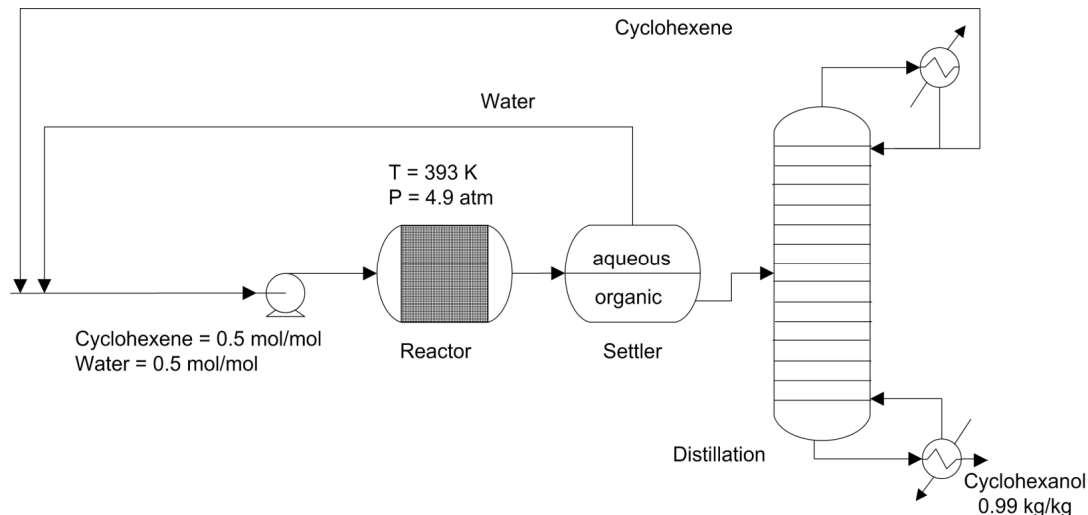 Cyclohexene
Water
T = 393 K
P = 4.9 atm
aqueous
organic
Cyclohexene = 0.5 mol/mol
Water = 0.5 mol/mol
Reactor
Settler
Distillation
Cyclohexanol
0.99 kg/kg